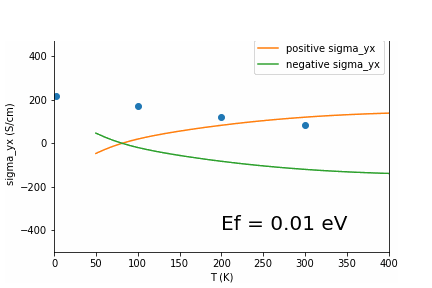 positive sigma_yx
negative sigma_yx
400
200
0
−200
−400
sigma_yx (S/cm)
Ef = 0.01 eV
0 50 100 150 200 250 300 350 400
T (K)